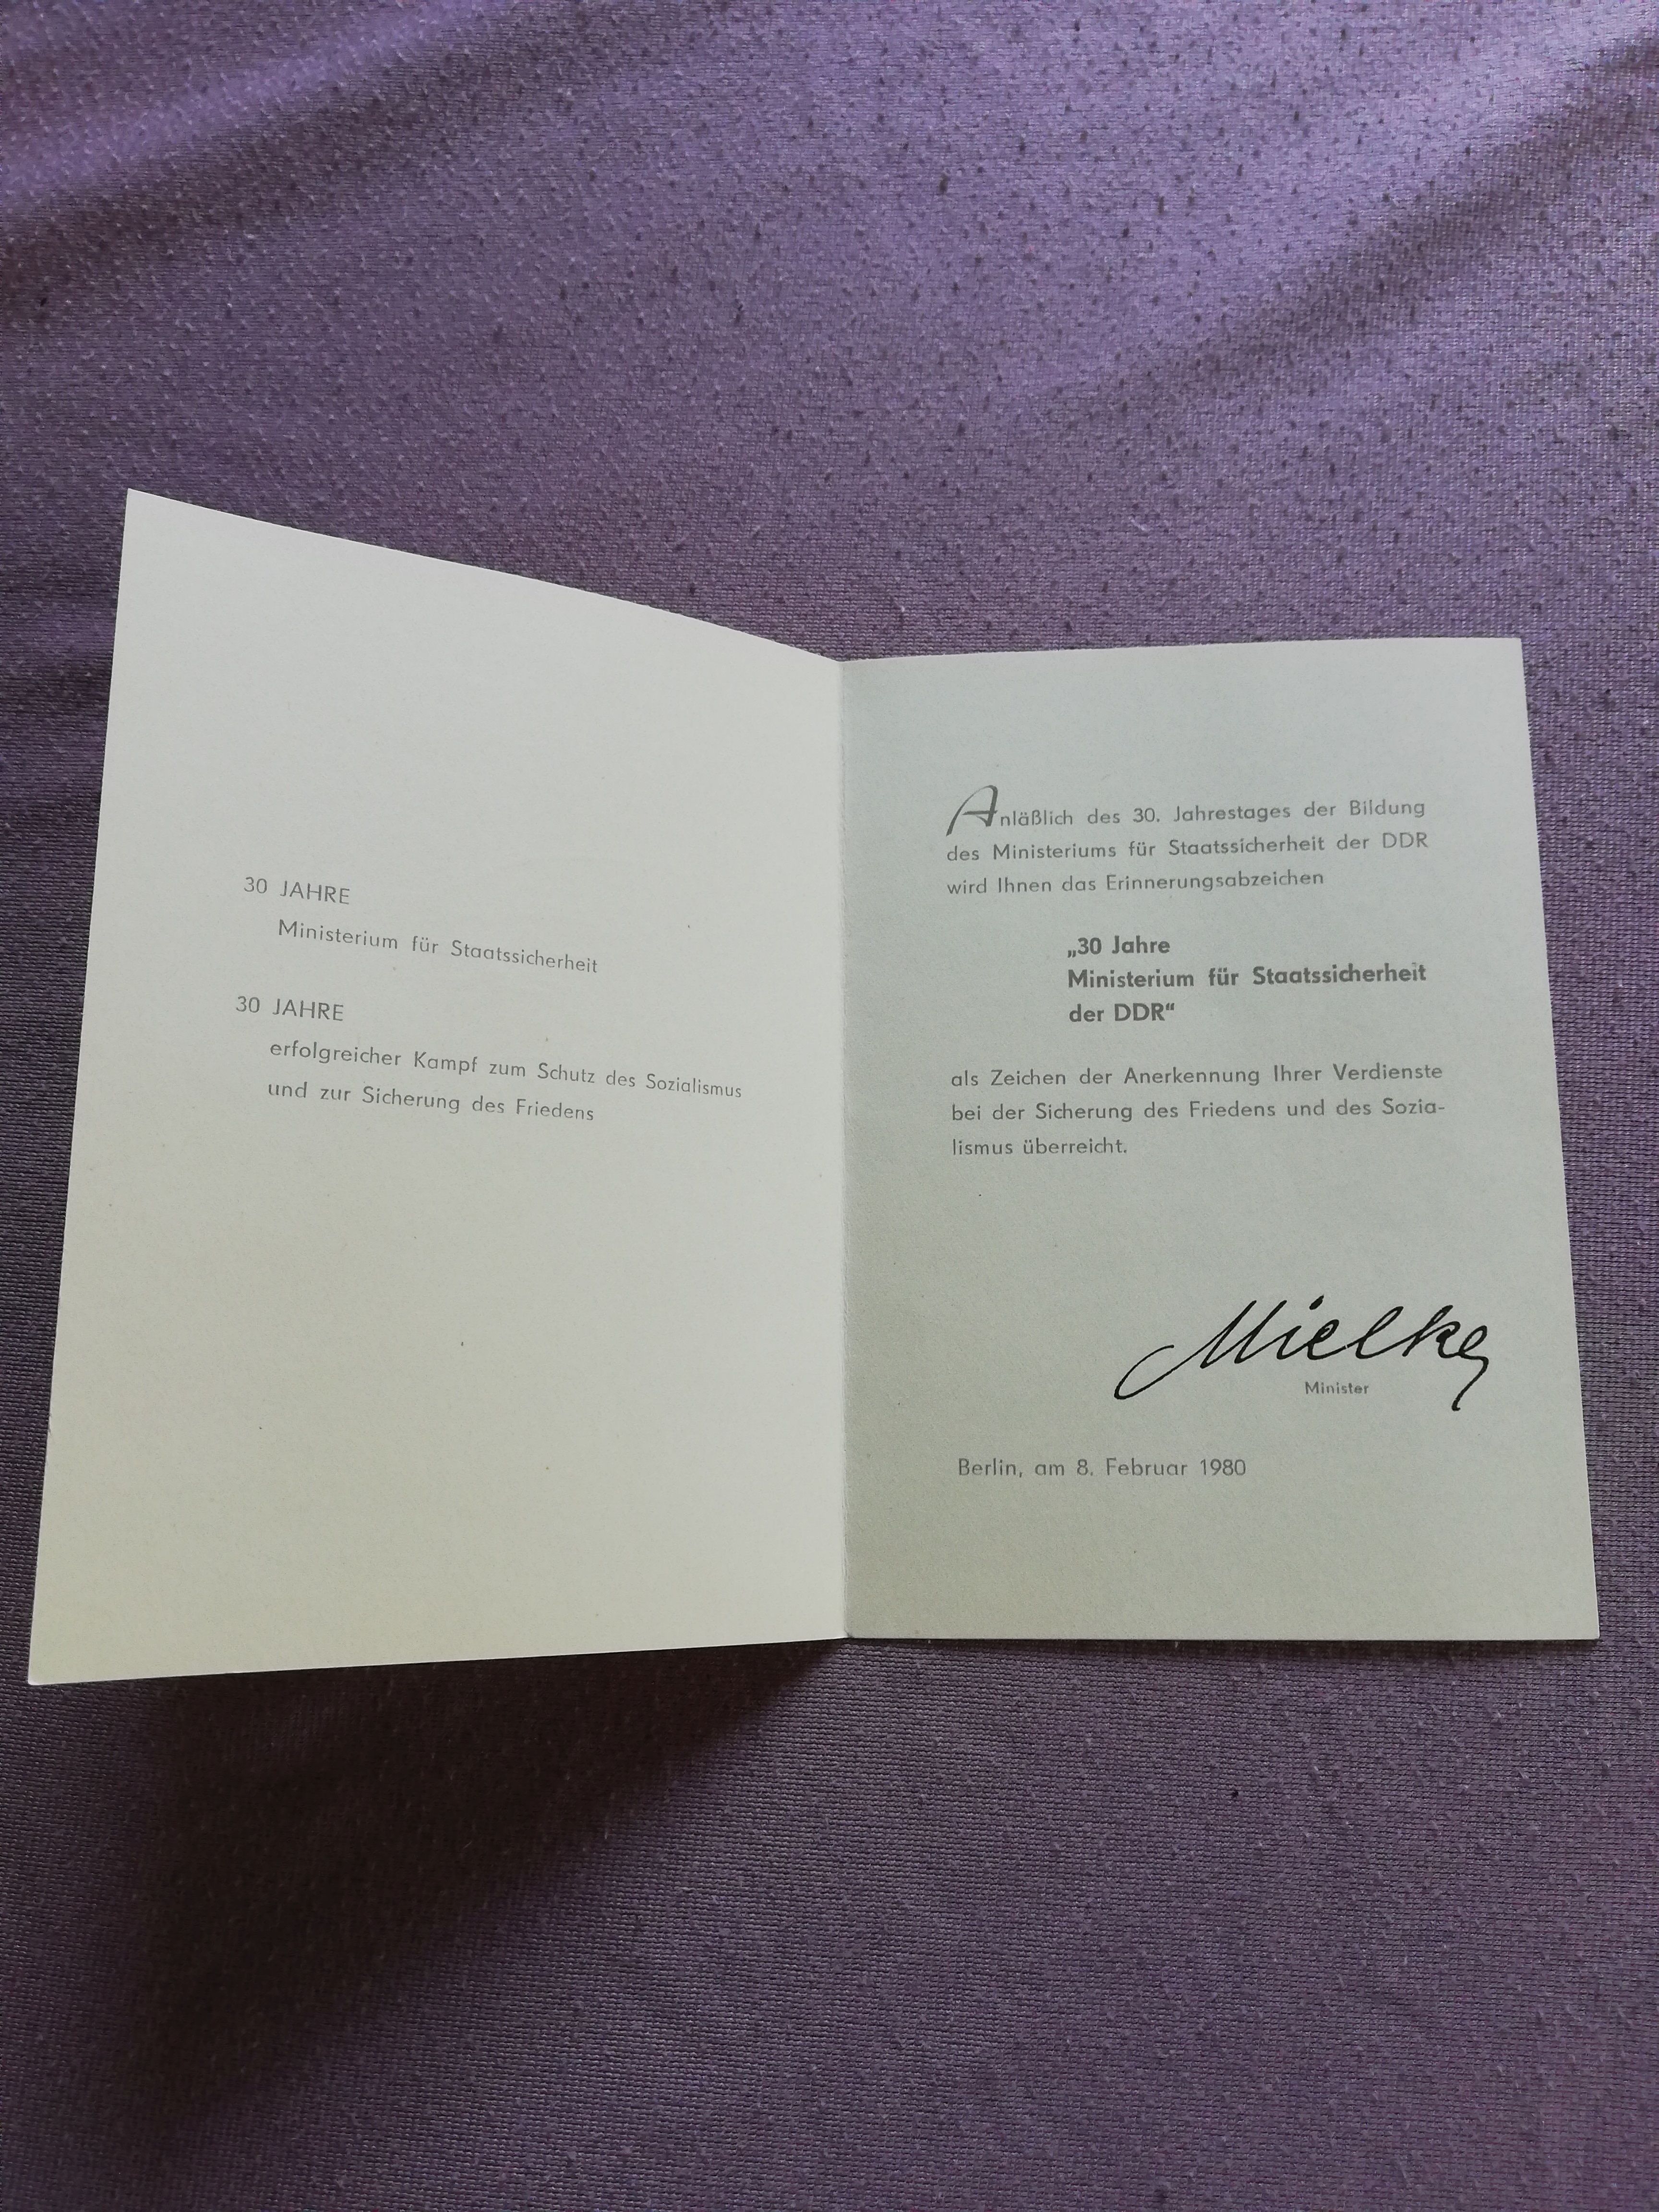 30 JAHRE
Ministerium für Staatssicherheit
30 JAHRE
erfolgreicher Kampf zum Schutz des Sozialismus
und zur Sicherung des Friedens
Anläßlich des 30. Jahrestages der Bildung
des Ministeriums für Staatssicherheit der DDR
wird Ihnen das Erinnerungsabzeichen
„30 Jahre
Ministerium für Staatssicherheit
der DDR“
als Zeichen der Anerkennung Ihrer Verdienste
bei der Sicherung des Friedens und des Sozia-
lismus überreicht.
Mielke
Minister
Berlin, am 8. Februar 1980